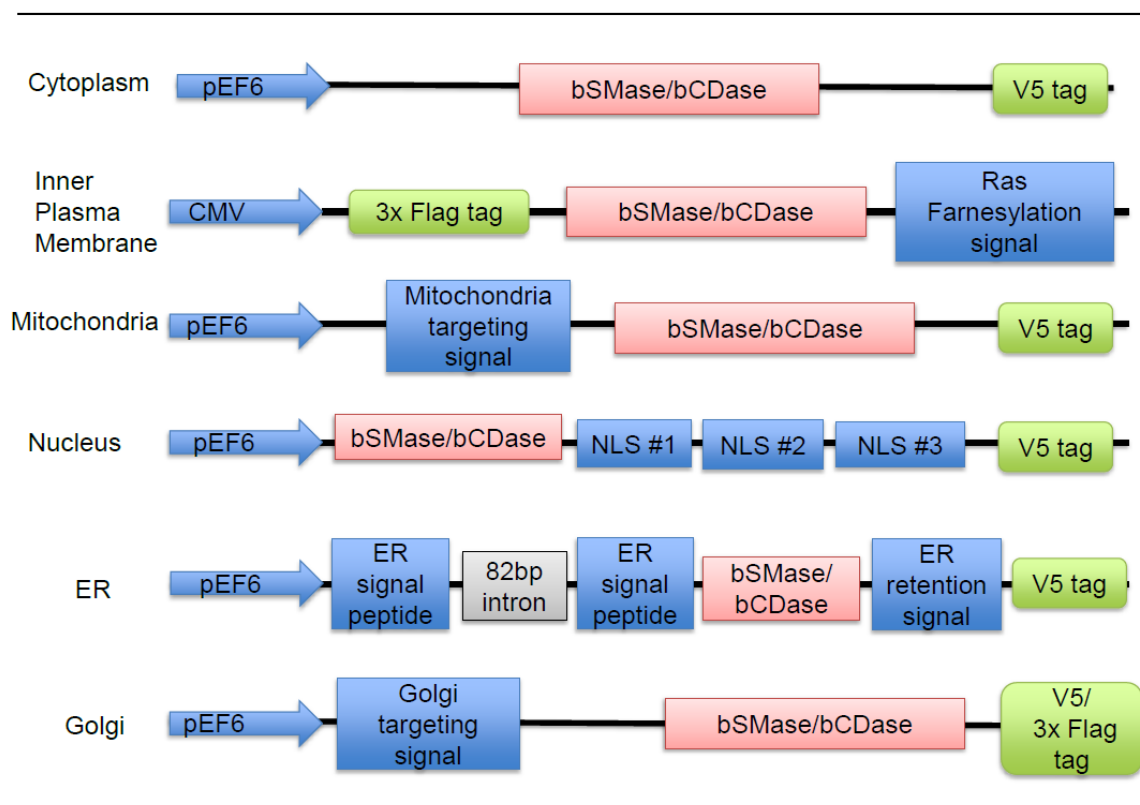 Cytoplasm
pEF6
bSMase/bCDase
V5 tag
Inner
Plasma
Membrane
CMV
3x Flag tag
bSMase/bCDase
Ras
Farnesylation
signal
Mitochondria
pEF6
Mitochondria
targeting
signal
bSMase/bCDase
V5 tag
Nucleus
pEF6
bSMase/bCDase
NLS #1
NLS #2
NLS #3
V5 tag
ER
pEF6
ER
signal
peptide
82bp
intron
ER
signal
peptide
bSMase/
bCDase
ER
retention
signal
V5 tag
Golgi
pEF6
Golgi
targeting
signal
bSMase/bCDase
V5/
3x Flag
tag